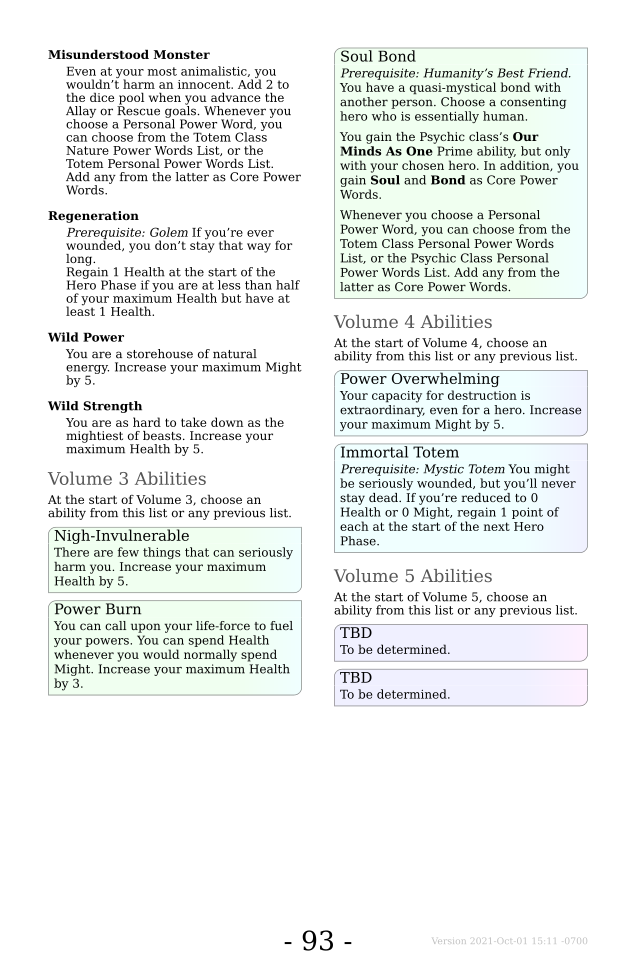 Misunderstood Monster
Even at your most animalistic, you
wouldn’t harm an innocent. Add 2 to
the dice pool when you advance the
Allay or Rescue goals. Whenever you
choose a Personal Power Word, you
can choose from the Totem Class
Nature Power Words List, or the
Totem Personal Power Words List.
Add any from the latter as Core Power
Words.
Regeneration
Prerequisite: Golem If you’re ever
wounded, you don’t stay that way for
long.
Regain 1 Health at the start of the
Hero Phase if you are at less than half
of your maximum Health but have at
least 1 Health.
Wild Power
You are a storehouse of natural
energy. Increase your maximum Might
by 5.
Wild Strength
You are as hard to take down as the
mightiest of beasts. Increase your
maximum Health by 5.
Volume 3 Abilities
At the start of Volume 3, choose an
ability from this list or any previous list.
Nigh-Invulnerable
There are few things that can seriously
harm you. Increase your maximum
Health by 5.
Power Burn
You can call upon your life-force to fuel
your powers. You can spend Health
whenever you would normally spend
Might. Increase your maximum Health
by 3.
Soul Bond
Prerequisite: Humanity’s Best Friend.
You have a quasi-mystical bond with
another person. Choose a consenting
hero who is essentially human.
You gain the Psychic class’s Our
Minds As One Prime ability, but only
with your chosen hero. In addition, you
gain Soul and Bond as Core Power
Words.
Whenever you choose a Personal
Power Word, you can choose from the
Totem Class Personal Power Words
List, or the Psychic Class Personal
Power Words List. Add any from the
latter as Core Power Words.
Volume 4 Abilities
At the start of Volume 4, choose an
ability from this list or any previous list.
Power Overwhelming
Your capacity for destruction is
extraordinary, even for a hero. Increase
your maximum Might by 5.
Immortal Totem
Prerequisite: Mystic Totem You might
be seriously wounded, but you’ll never
stay dead. If you’re reduced to 0
Health or 0 Might, regain 1 point of
each at the start of the next Hero
Phase.
Volume 5 Abilities
At the start of Volume 5, choose an
ability from this list or any previous list.
TBD
To be determined.
TBD
To be determined.
- 93 -
Version 2021-Oct-01 15:11 -0700